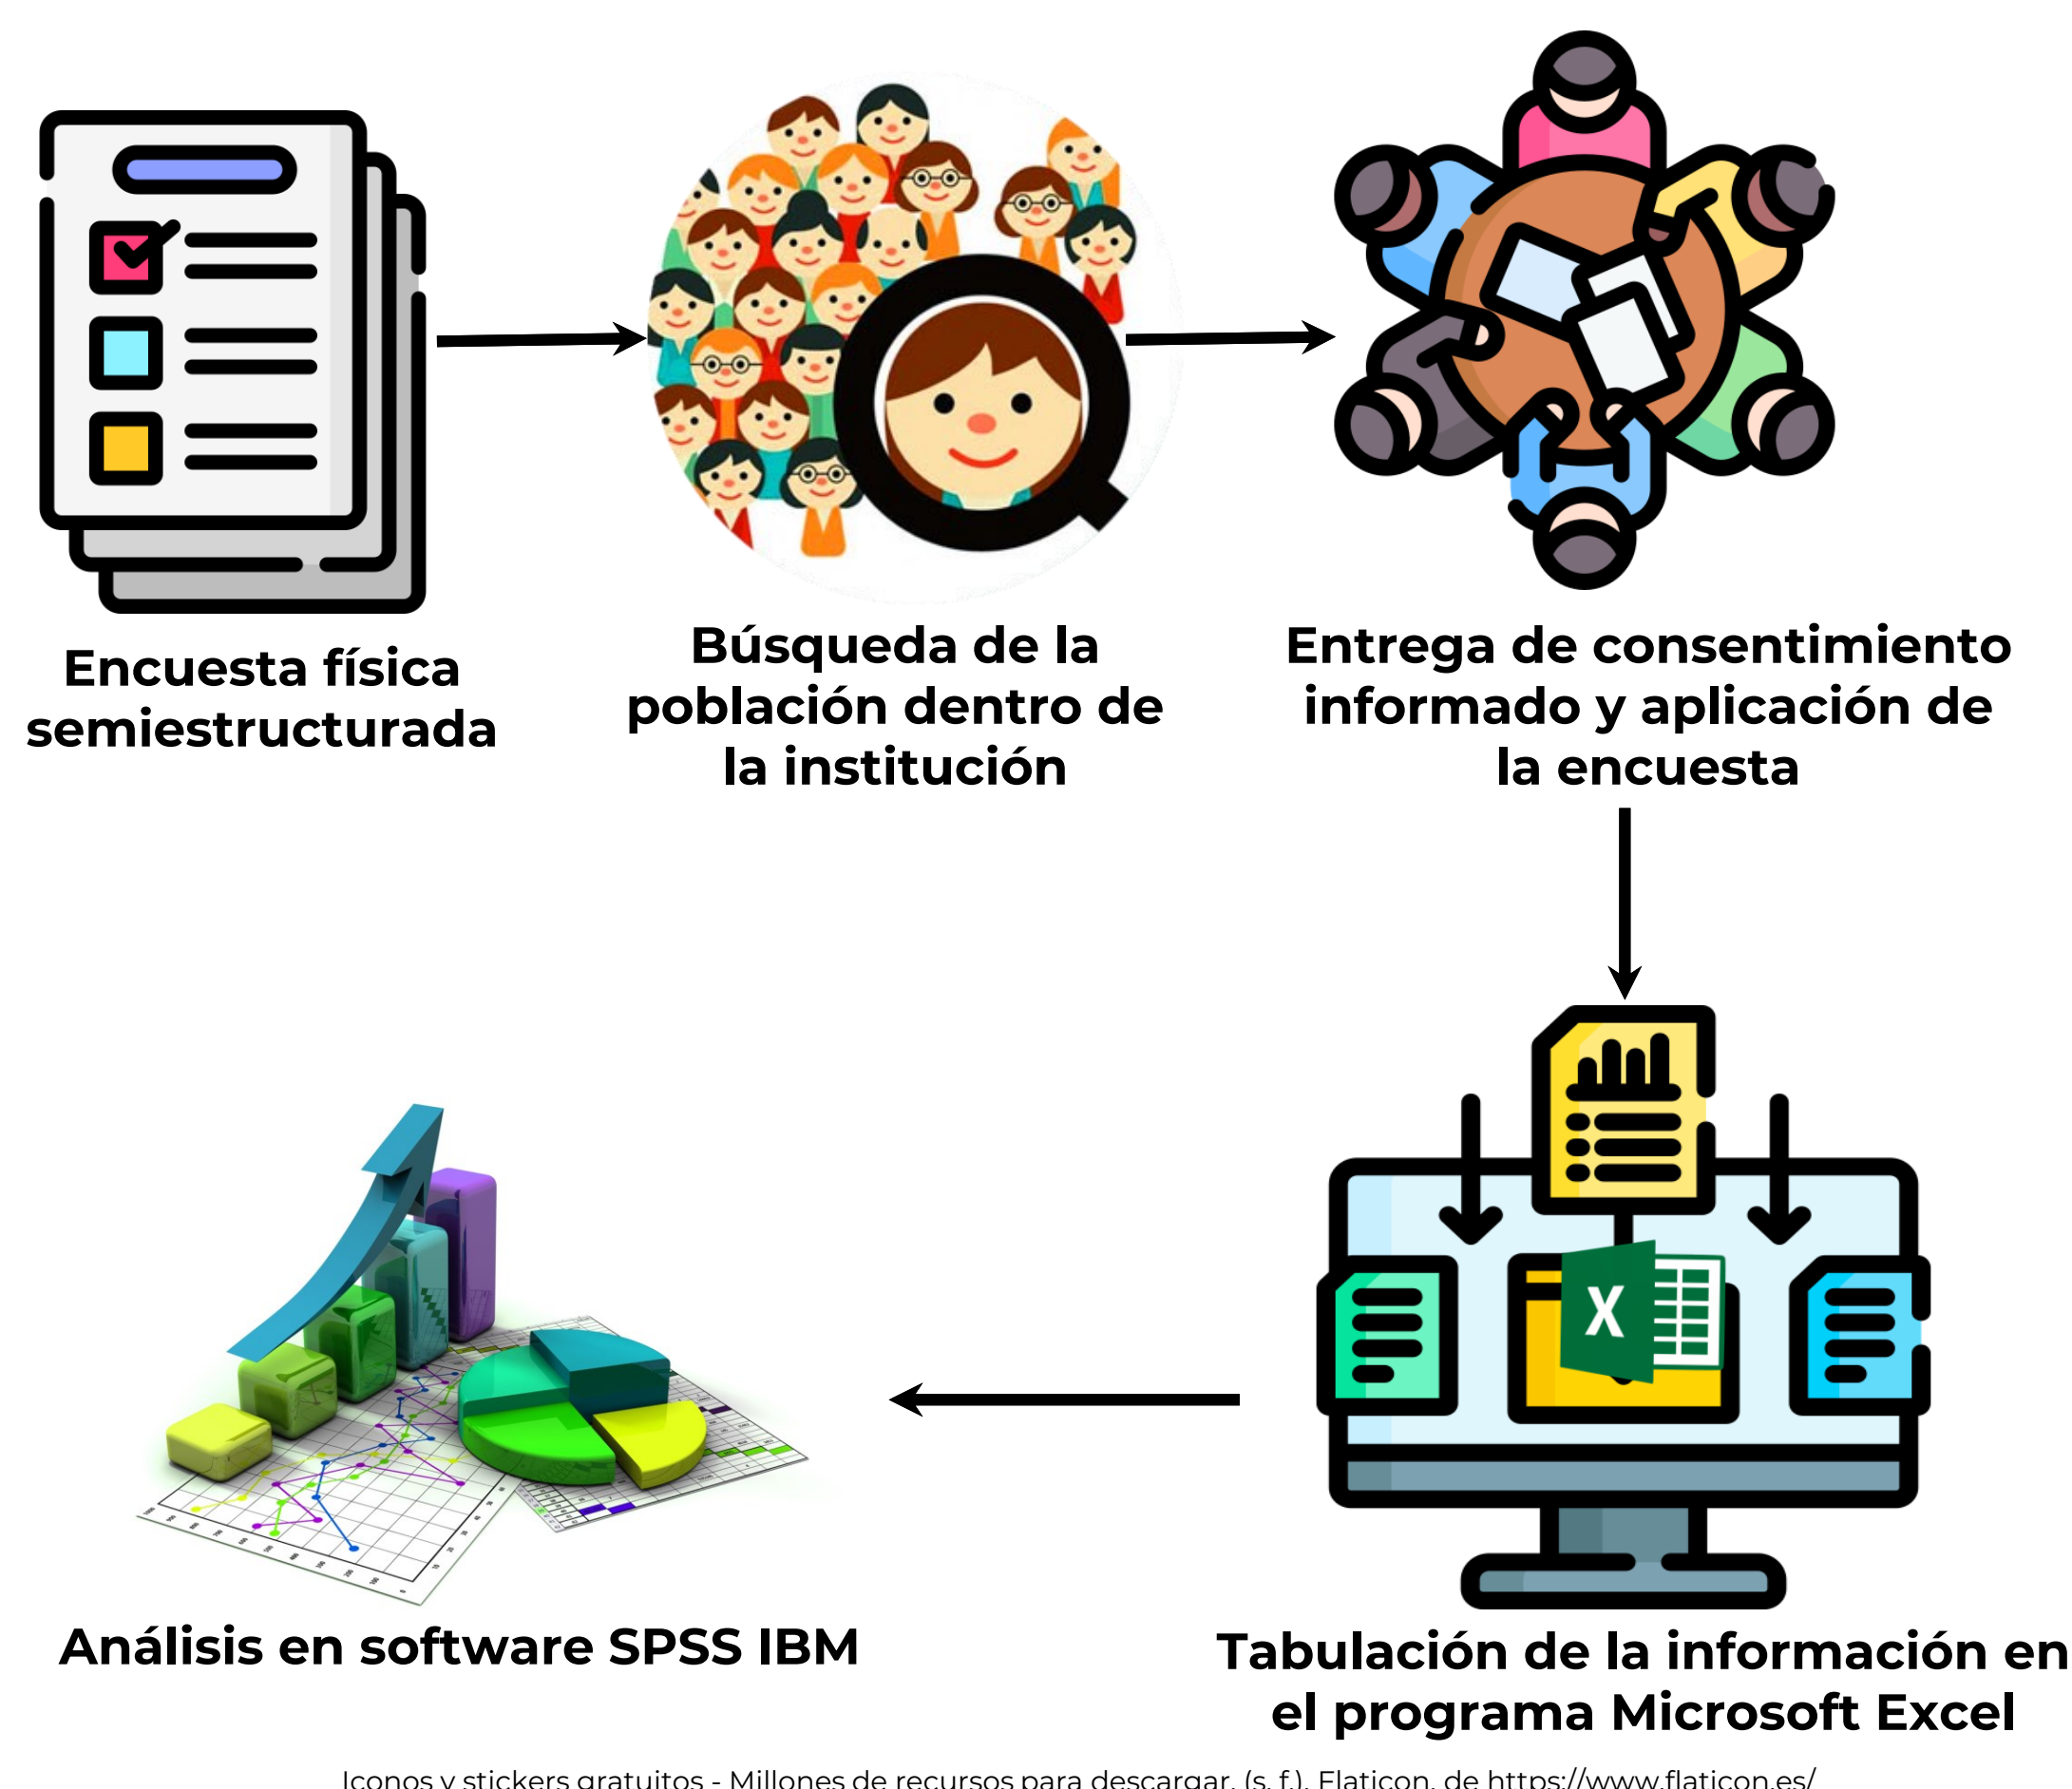 Encuesta física
semiestructurada
Búsqueda de la
población dentro de
la institución
Entrega de consentimiento
informado y aplicación de
la encuesta
X
Análisis en software SPSS IBM
Tabulación de la información en
el programa Microsoft Excel
Iconos y stickers gratuitos - Millones de recursos para descargar. (s. f.). Flaticon. de https://www.flaticon.es/